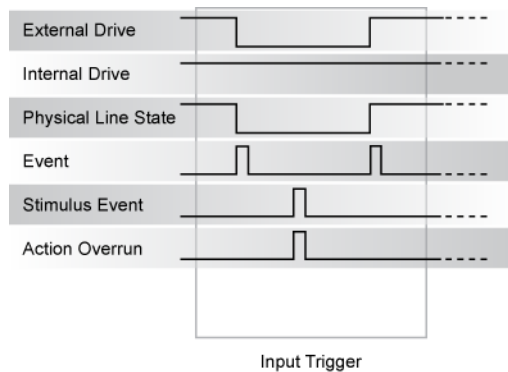 External Drive
Internal Drive
Physical Line State
Event
Stimulus Event
Action Overrun
Input Trigger